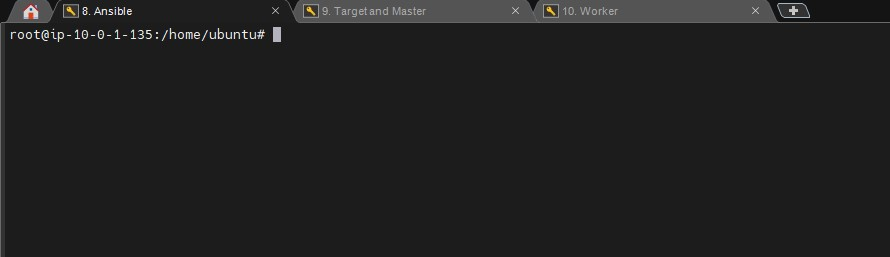 8. Ansible
9. Target and Master
10. Worker
root@ip-10-0-1-135:/home/ubuntu#